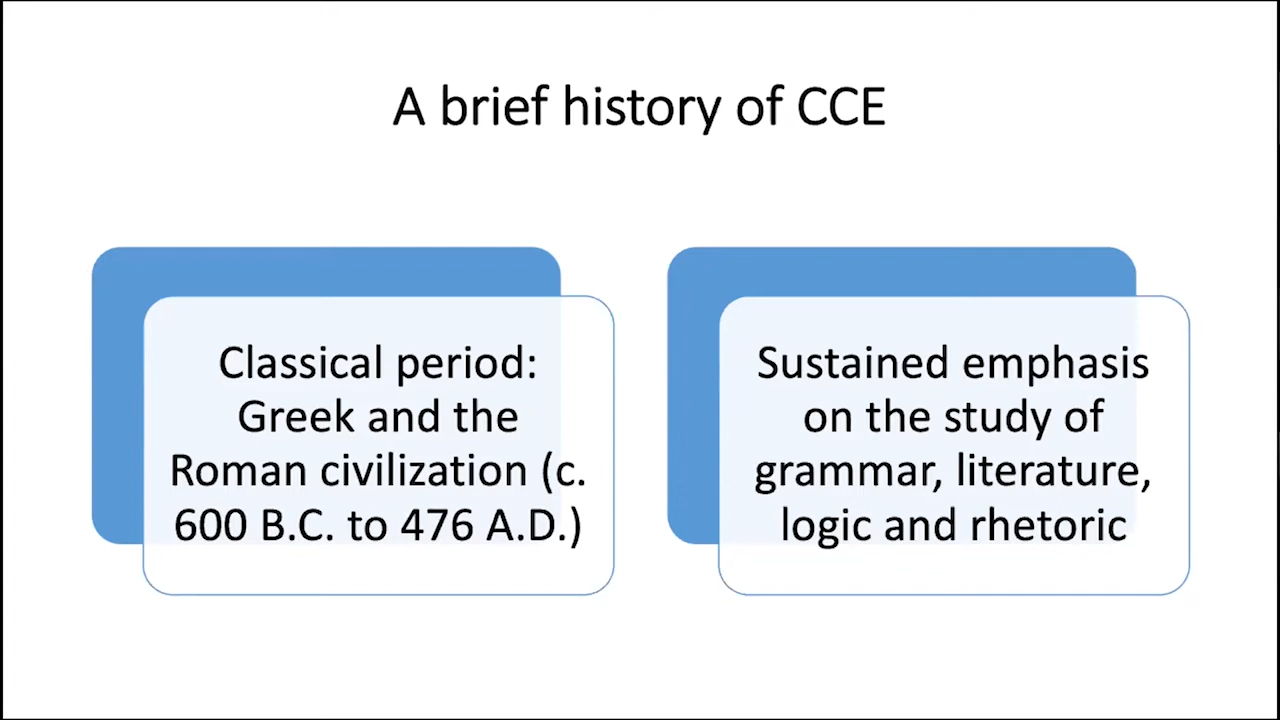 A brief history of CCE
Classical period:
Greek and the
Roman civilization (c.
600 B.C. to 476 A.D.)
Sustained emphasis
on the study of
grammar, literature,
logic and rhetoric